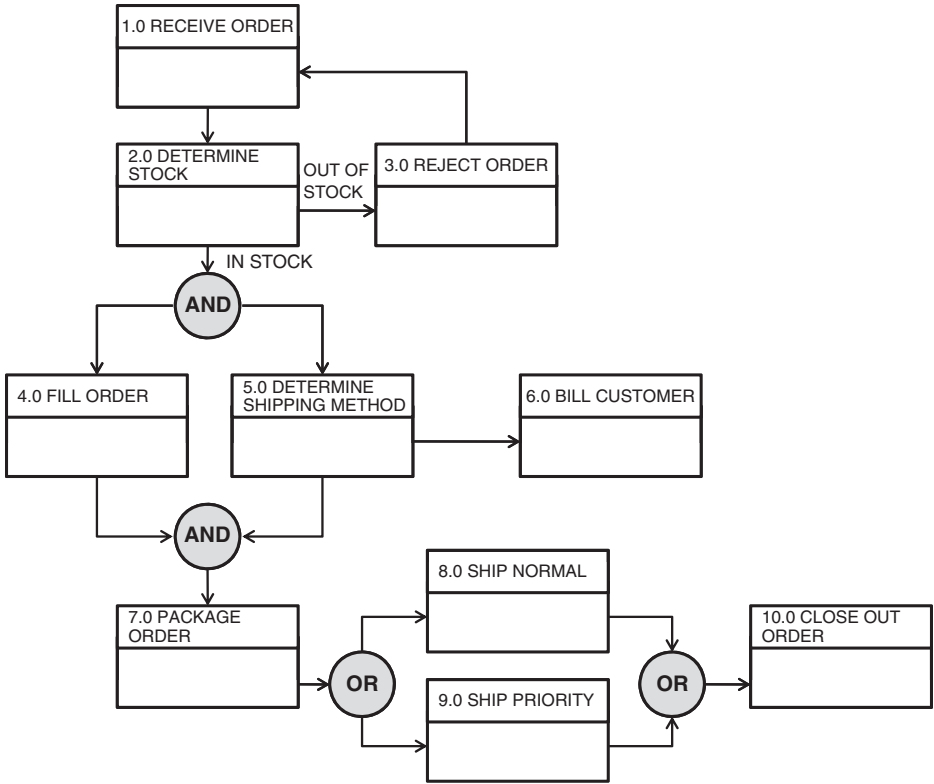 1.0 RECEIVE ORDER
2.0 DETERMINE
STOCK
OUT OF
STOCK
3.0 REJECT ORDER
IN STOCK
AND
4.0 FILL ORDER
5.0 DETERMINE
SHIPPING METHOD
6.0 BILL CUSTOMER
AND
7.0 PACKAGE
ORDER
OR
8.0 SHIP NORMAL
9.0 SHIP PRIORITY
OR
10.0 CLOSE OUT
ORDER